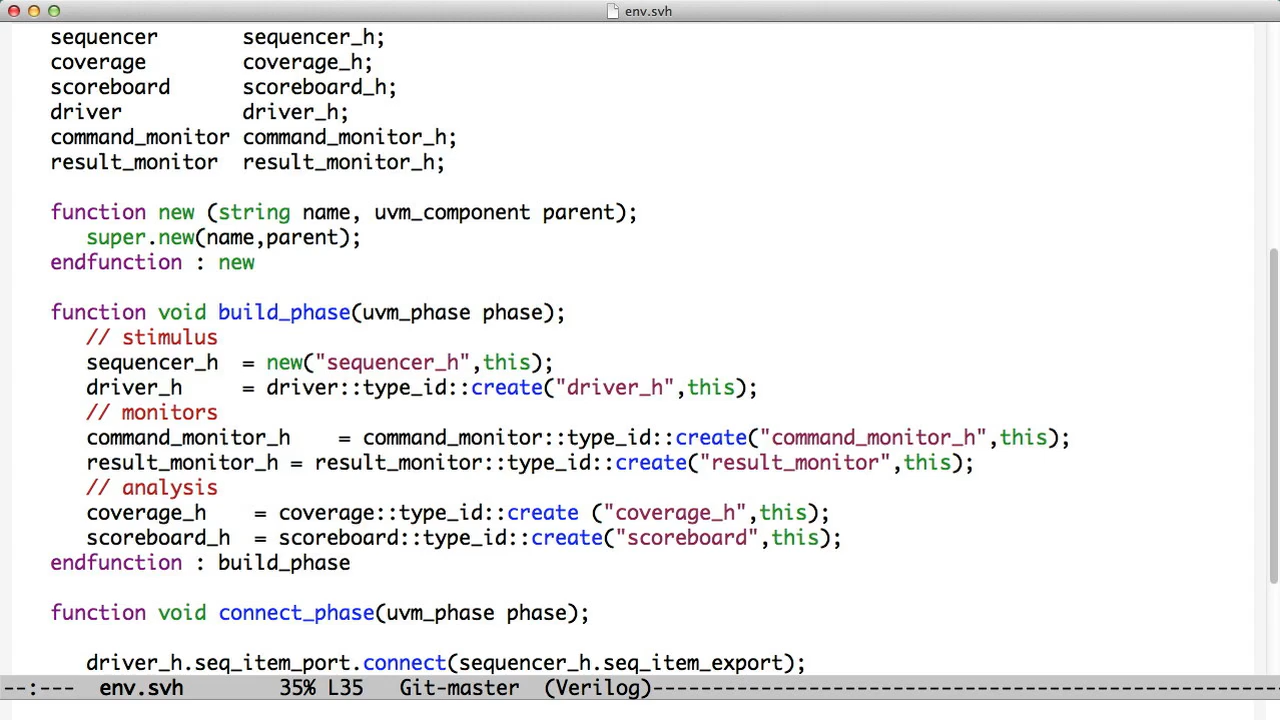 env.svh
sequencer       sequencer_h;
coverage        coverage_h;
scoreboard      scoreboard_h;
driver          driver_h;
command_monitor command_monitor_h;
result_monitor  result_monitor_h;
function new (string name, uvm_component parent);
super.new(name,parent);
endfunction : new
function void build_phase(uvm_phase phase);
// stimulus
sequencer_h  = new("sequencer_h",this);
driver_h     = driver::type_id::create("driver_h",this);
// monitors
command_monitor_h    = command_monitor::type_id::create("command_monitor_h",this);
result_monitor_h = result_monitor::type_id::create("result_monitor",this);
// analysis
coverage_h    = coverage::type_id::create ("coverage_h",this);
scoreboard_h  = scoreboard::type_id::create("scoreboard",this);
endfunction : build_phase
function void connect_phase(uvm_phase phase);
driver_h.seq_item_port.connect(sequencer_h.seq_item_export);
--:---  env.svh        35% L35   Git-master  (Verilog)-----------------------------------------------------